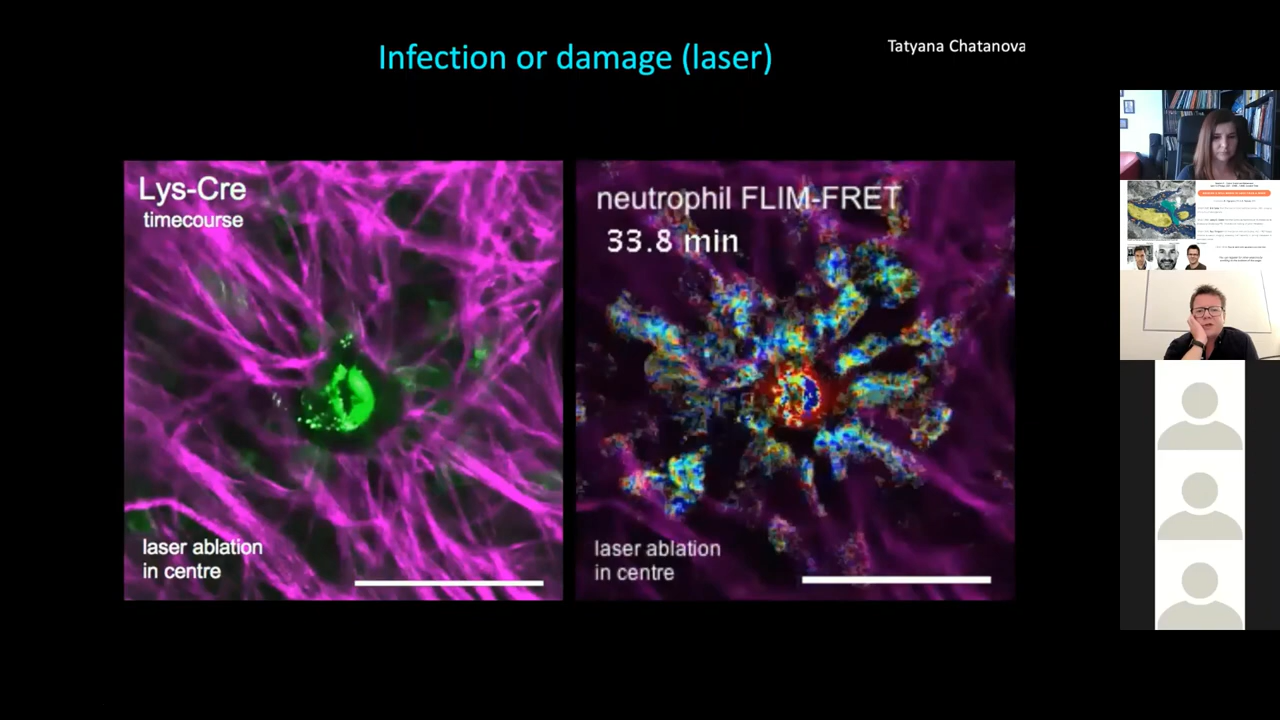 Infection or damage (laser)
Tatyana Chatanova
Lys-Cre
timecourse
laser ablation
in centre
neutrophil FLIM-FRET
33.8 min
laser ablation
in centre